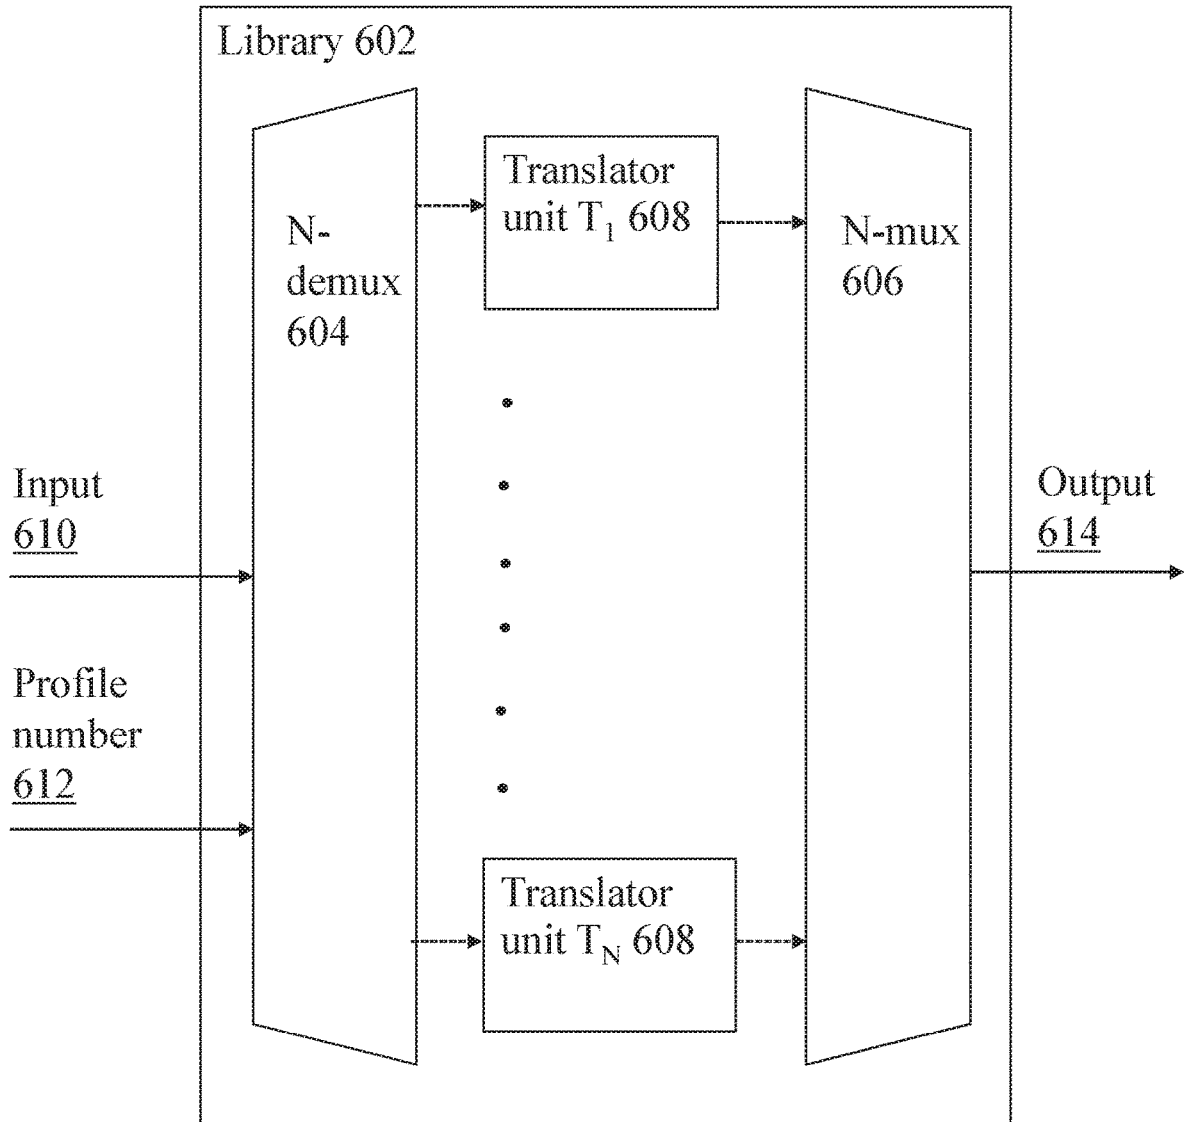 Library 602
N-
demux
604
Translator
unit T₁ 608
N-mux
606
Input
610
Output
614
Profile
number
612
Translator
unit T_N 608